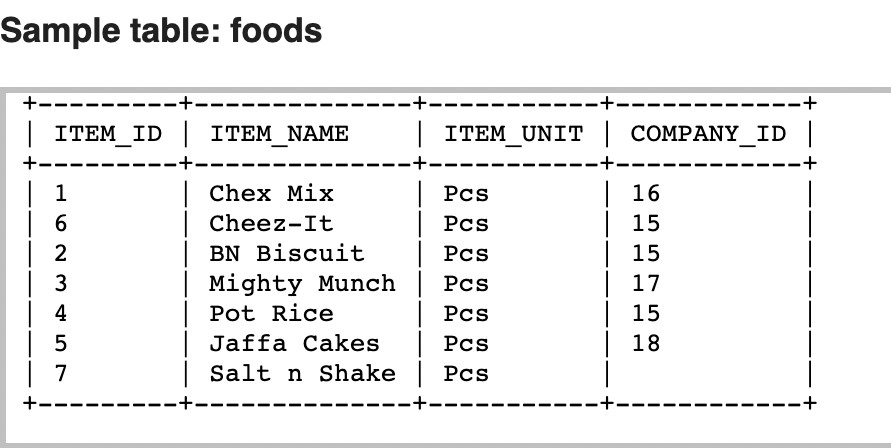 Sample table: foods
+---------+--------------+-----------+------------+
| ITEM_ID | ITEM_NAME    | ITEM_UNIT | COMPANY_ID |
+---------+--------------+-----------+------------+
| 1       | Chex Mix     | Pcs       | 16         |
| 6       | Cheez-It     | Pcs       | 15         |
| 2       | BN Biscuit   | Pcs       | 15         |
| 3       | Mighty Munch | Pcs       | 17         |
| 4       | Pot Rice     | Pcs       | 15         |
| 5       | Jaffa Cakes  | Pcs       | 18         |
| 7       | Salt n Shake | Pcs       |            |
+---------+--------------+-----------+------------+